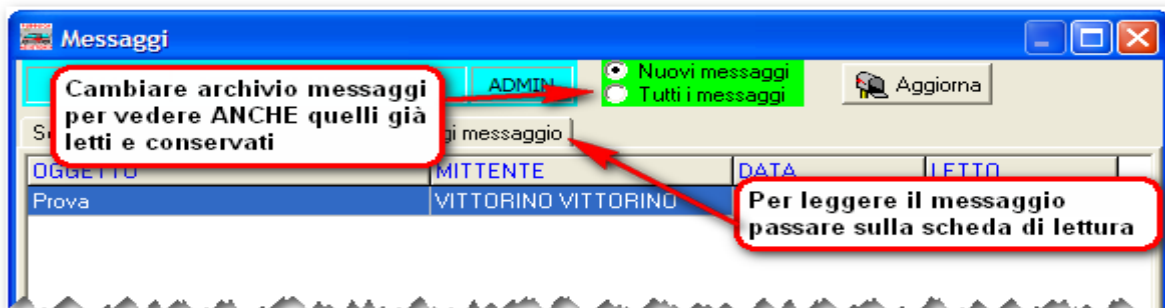 Messaggi
Cambiare archivio messaggi
per vedere ANCHE quelli già
letti e conservati
ADMIN
Nuovi messaggi
Tutti i messaggi
Aggiorna
messaggio
OGGETTO MITTENTE DATA LETTO
Prova VITTORINO VITTORINO
Per leggere il messaggio
passare sulla scheda di lettura